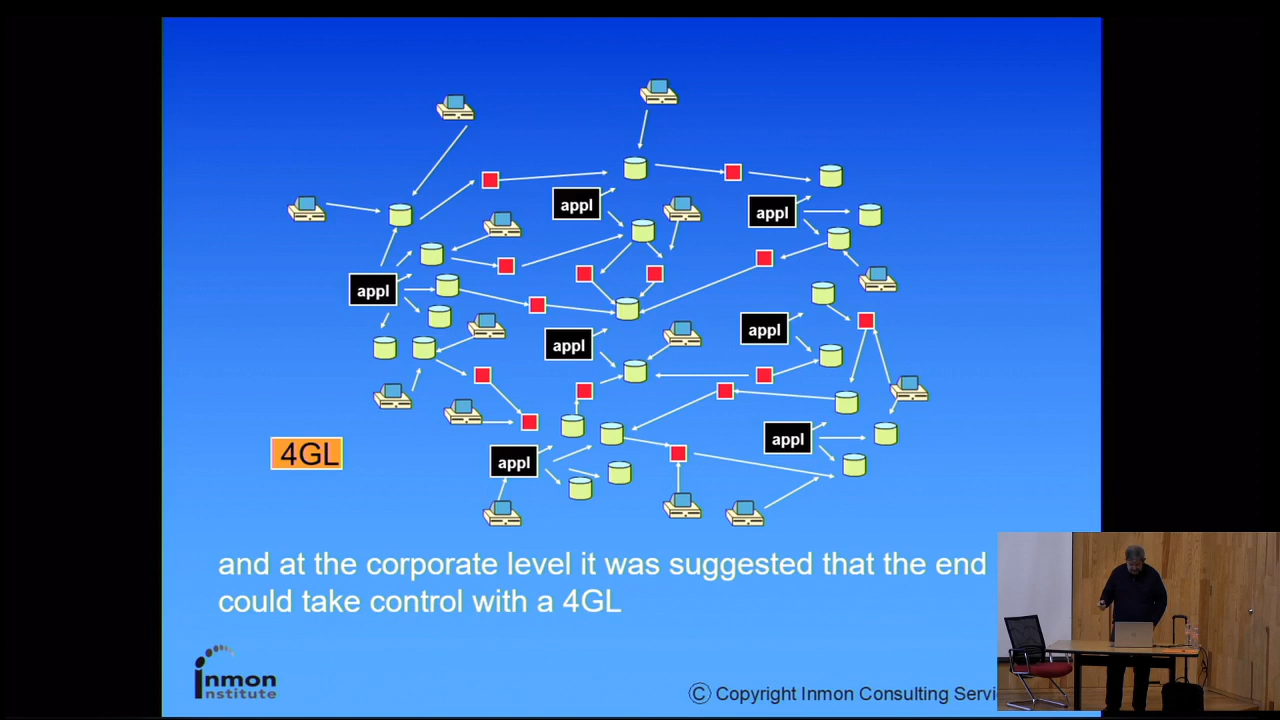 appl
appl
appl
appl
appl
appl
appl
4GL
and at the corporate level it was suggested that the end
could take control with a 4GL
inmon
institute
© Copyright Inmon Consulting